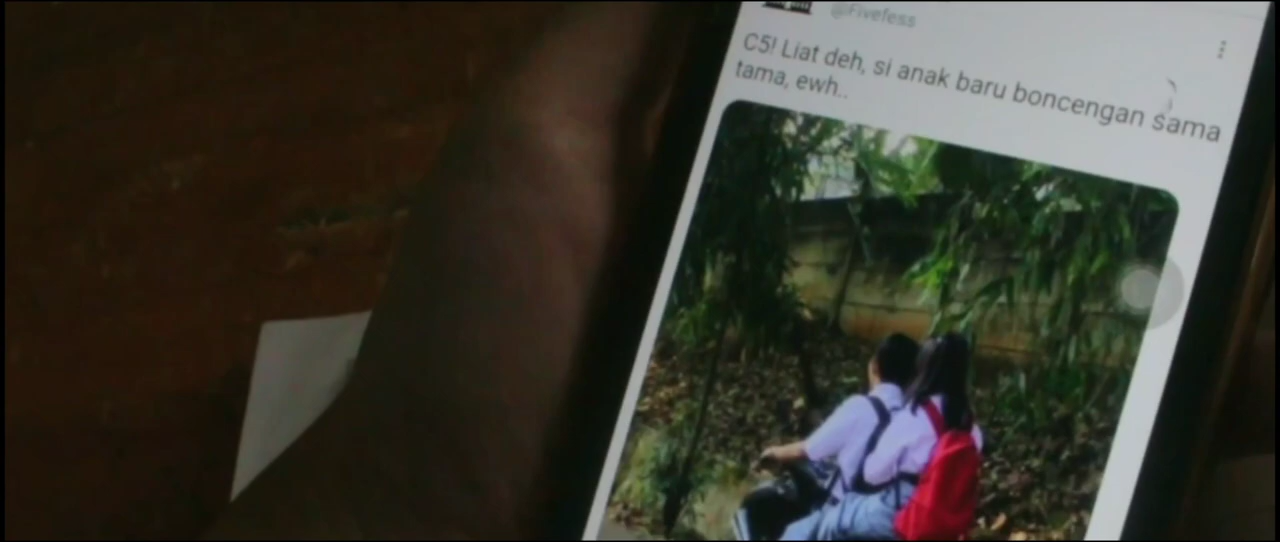 @Fivefess
C5! Liat deh, si anak baru boncengan sama
tama, ewh..